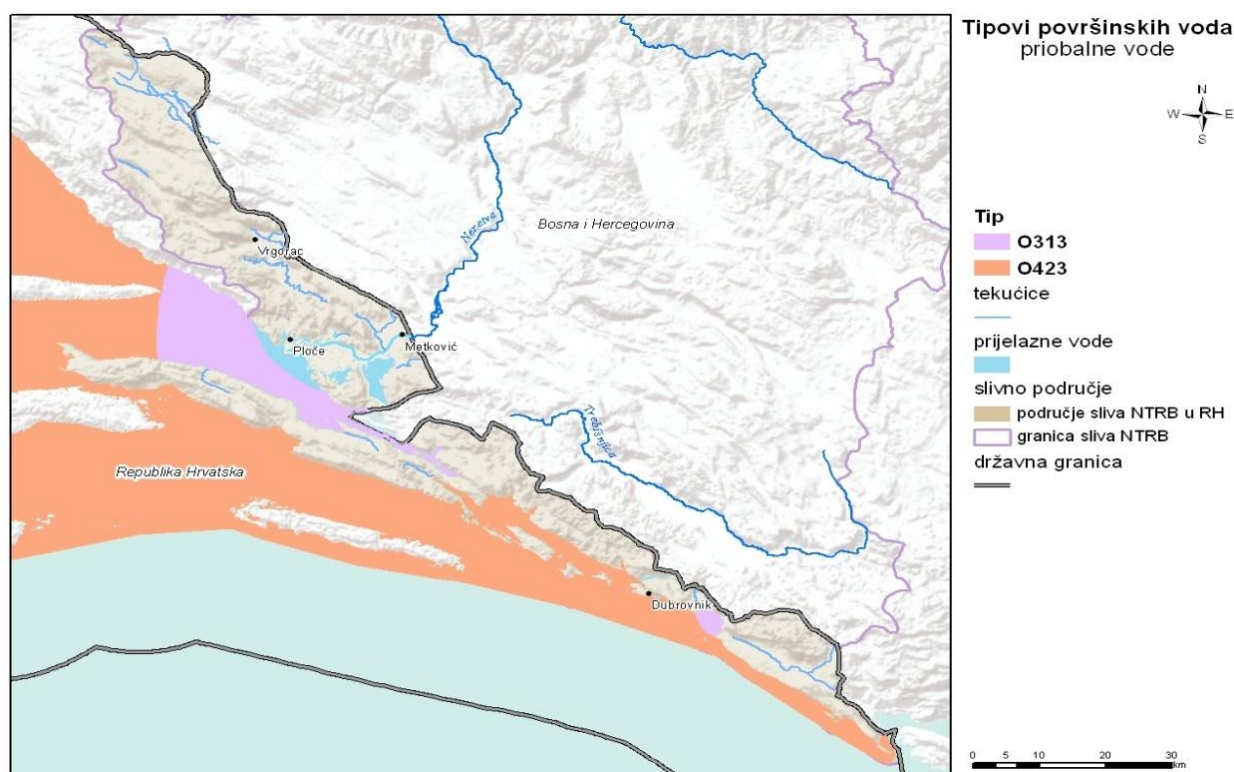 Tipovi površinskih voda
priobalne vode
N
W E
S
Neretva
Bosna i Hercegovina
Vrgorac
Ploče
Metković
Trebišnjica
Republika Hrvatska
Dubrovnik
Tip
O313
O423
tekućice
prijelazne vode
slivno područje
područje sliva NTRB u RH
granica sliva NTRB
državna granica
0 5 10 20 30
km